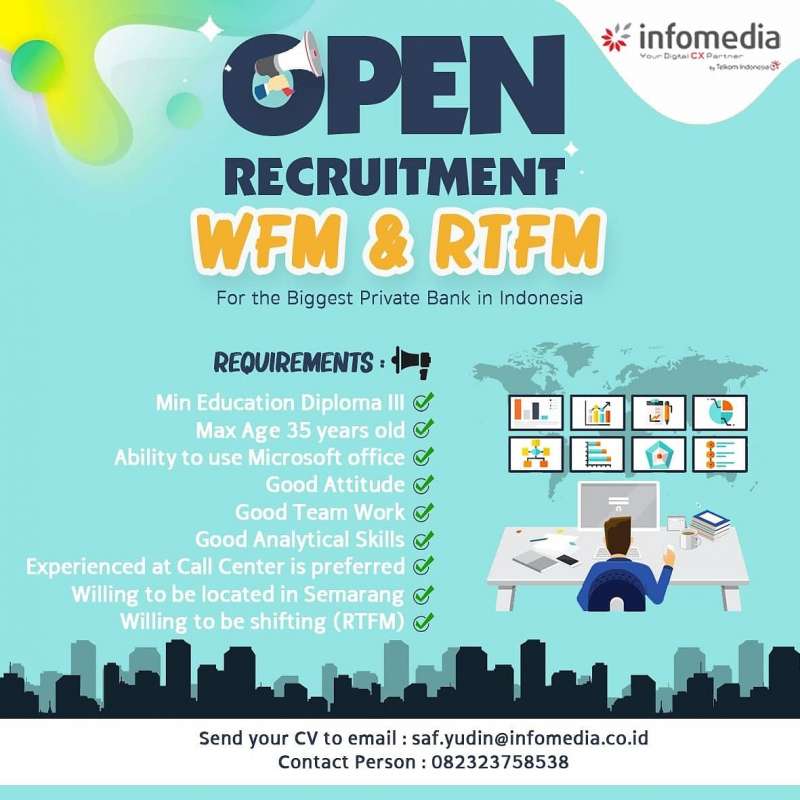 infomedia
Your Digital CX Partner
by Telkom Indonesia
OPEN
RECRUITMENT
WFM & RTFM
For the Biggest Private Bank in Indonesia
REQUIREMENTS :
Min Education Diploma III
Max Age 35 years old
Ability to use Microsoft office
Good Attitude
Good Team Work
Good Analytical Skills
Experienced at Call Center is preferred
Willing to be located in Semarang
Willing to be shifting (RTFM)
Send your CV to email : saf.yudin@infomedia.co.id
Contact Person : 082323758538